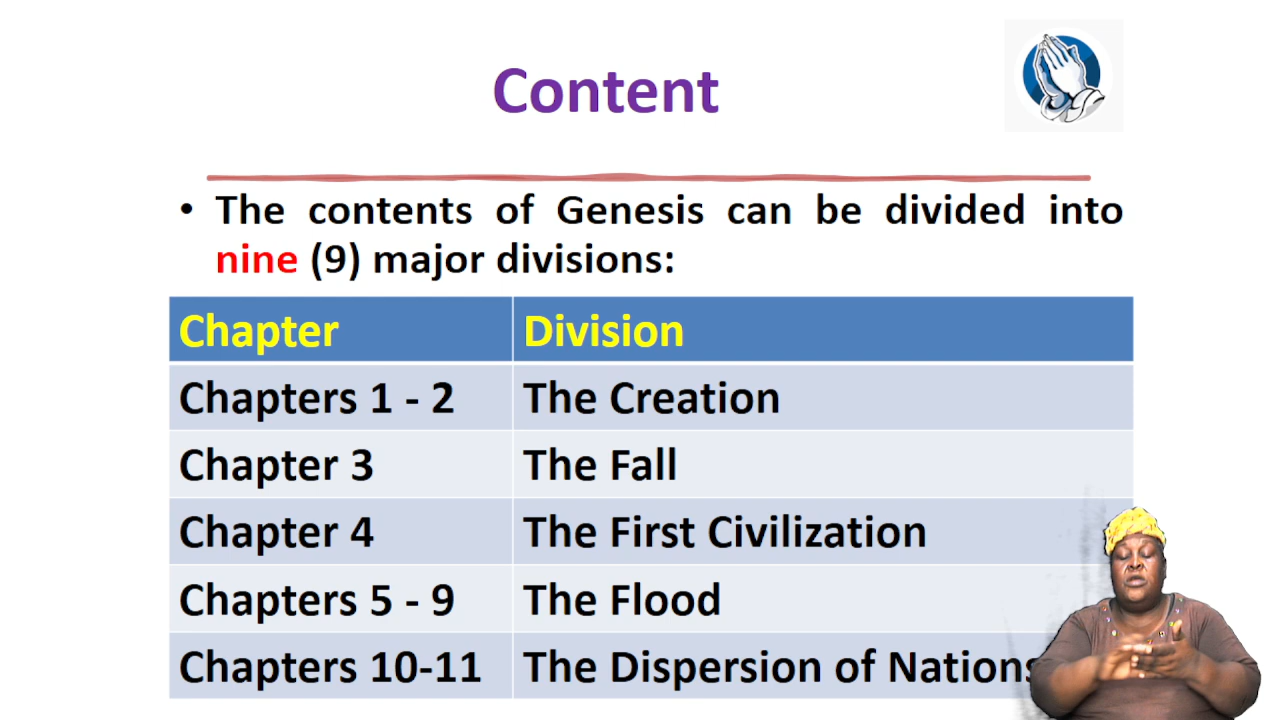 Content
• The contents of Genesis can be divided into
nine (9) major divisions:
Chapter Division
Chapters 1 - 2 The Creation
Chapter 3 The Fall
Chapter 4 The First Civilization
Chapters 5 - 9 The Flood
Chapters 10-11 The Dispersion of Nations